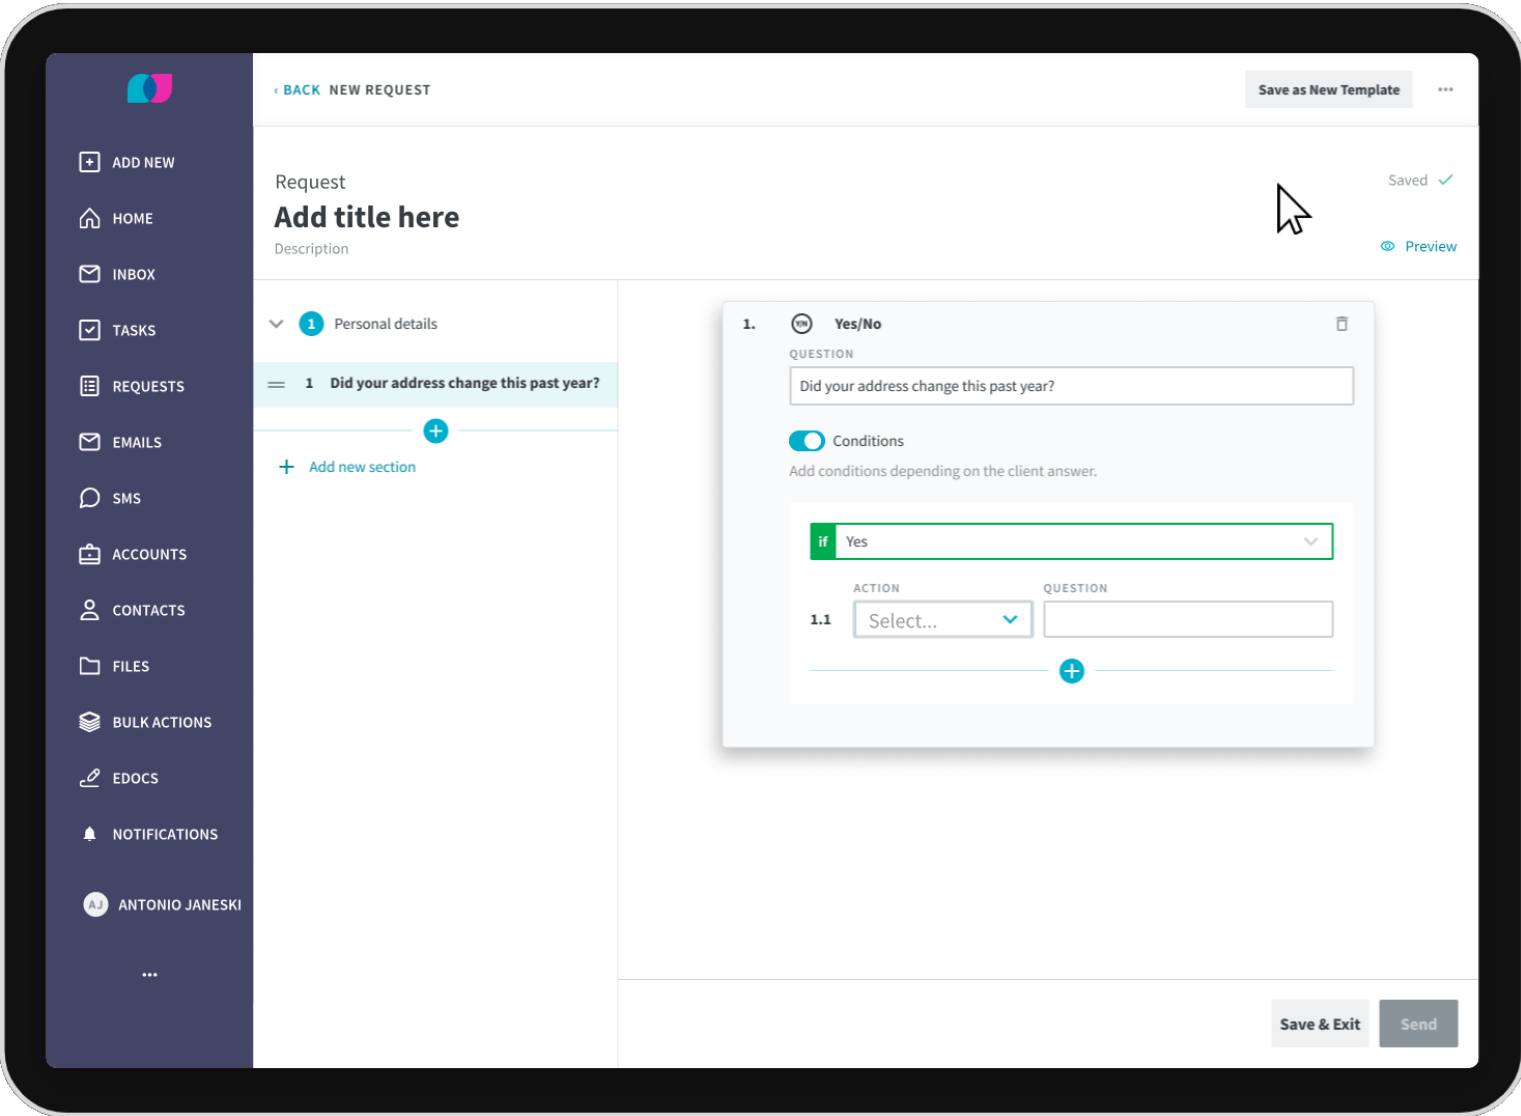 ‹ BACK NEW REQUEST
Save as New Template
ADD NEW
HOME
INBOX
TASKS
REQUESTS
EMAILS
SMS
ACCOUNTS
CONTACTS
FILES
BULK ACTIONS
EDOCS
NOTIFICATIONS
AJ ANTONIO JANESKI
...
Request
Add title here
Description
Saved
Preview
1 Personal details
1 Did your address change this past year?
Add new section
1. Y/N Yes/No
QUESTION
Did your address change this past year?
Conditions
Add conditions depending on the client answer.
if Yes
ACTION QUESTION
1.1 Select...
Save & Exit
Send